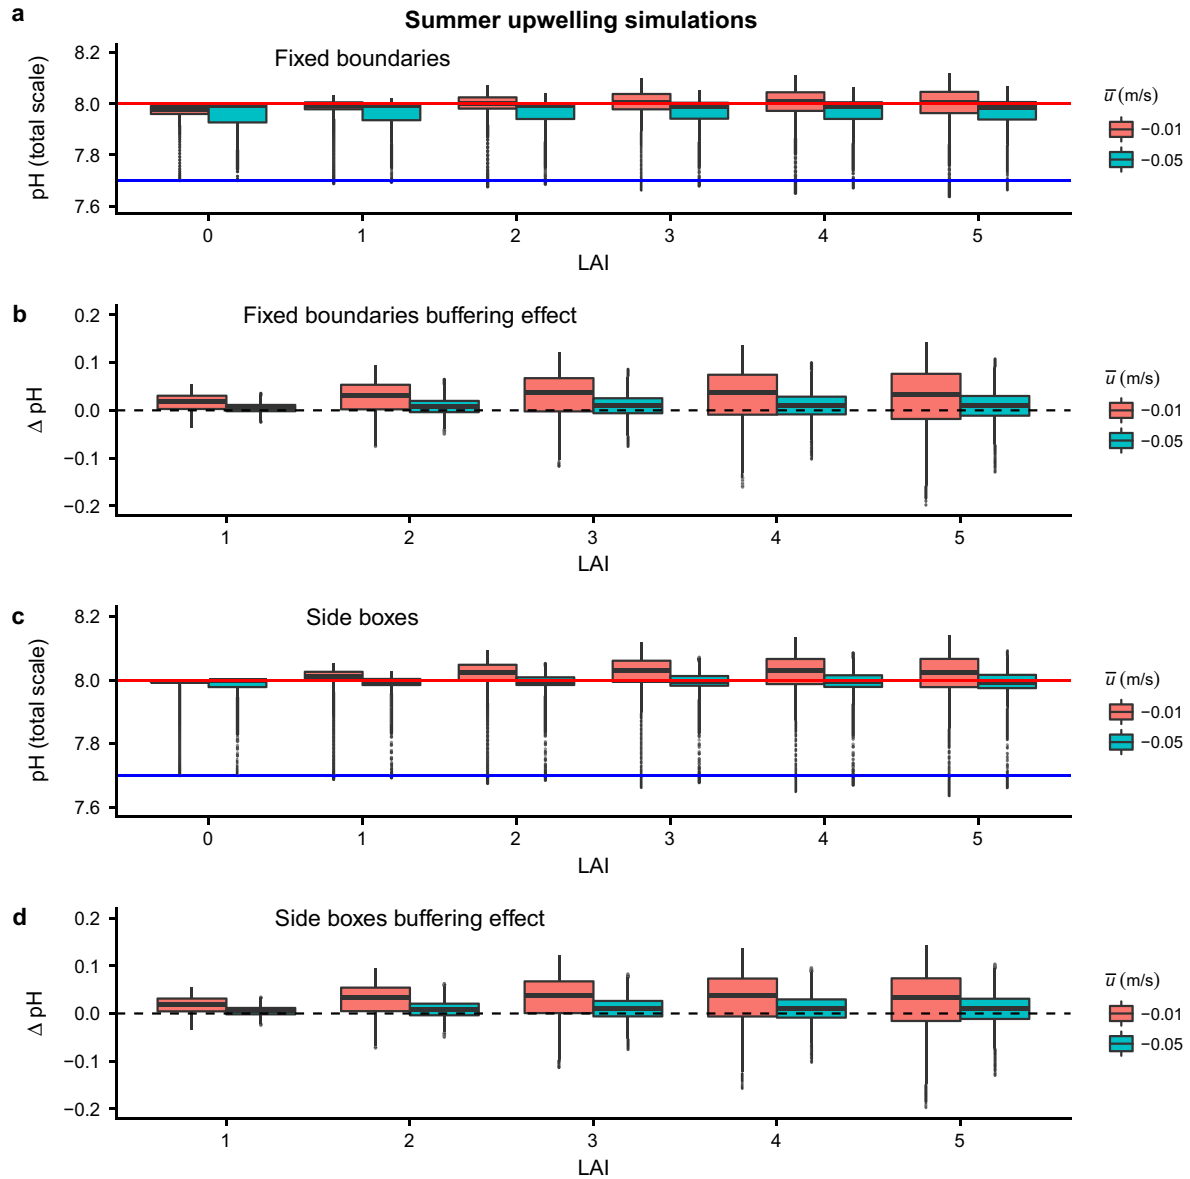 a
Summer upwelling simulations
Fixed boundaries
pH (total scale)
8.2
8.0
7.8
7.6
0 1 2 3 4 5
LAI
u̅ (m/s)
−0.01
−0.05
b
Fixed boundaries buffering effect
Δ pH
0.2
0.1
0.0
−0.1
−0.2
1 2 3 4 5
LAI
u̅ (m/s)
−0.01
−0.05
c
Side boxes
pH (total scale)
8.2
8.0
7.8
7.6
0 1 2 3 4 5
LAI
u̅ (m/s)
−0.01
−0.05
d
Side boxes buffering effect
Δ pH
0.2
0.1
0.0
−0.1
−0.2
1 2 3 4 5
LAI
u̅ (m/s)
−0.01
−0.05